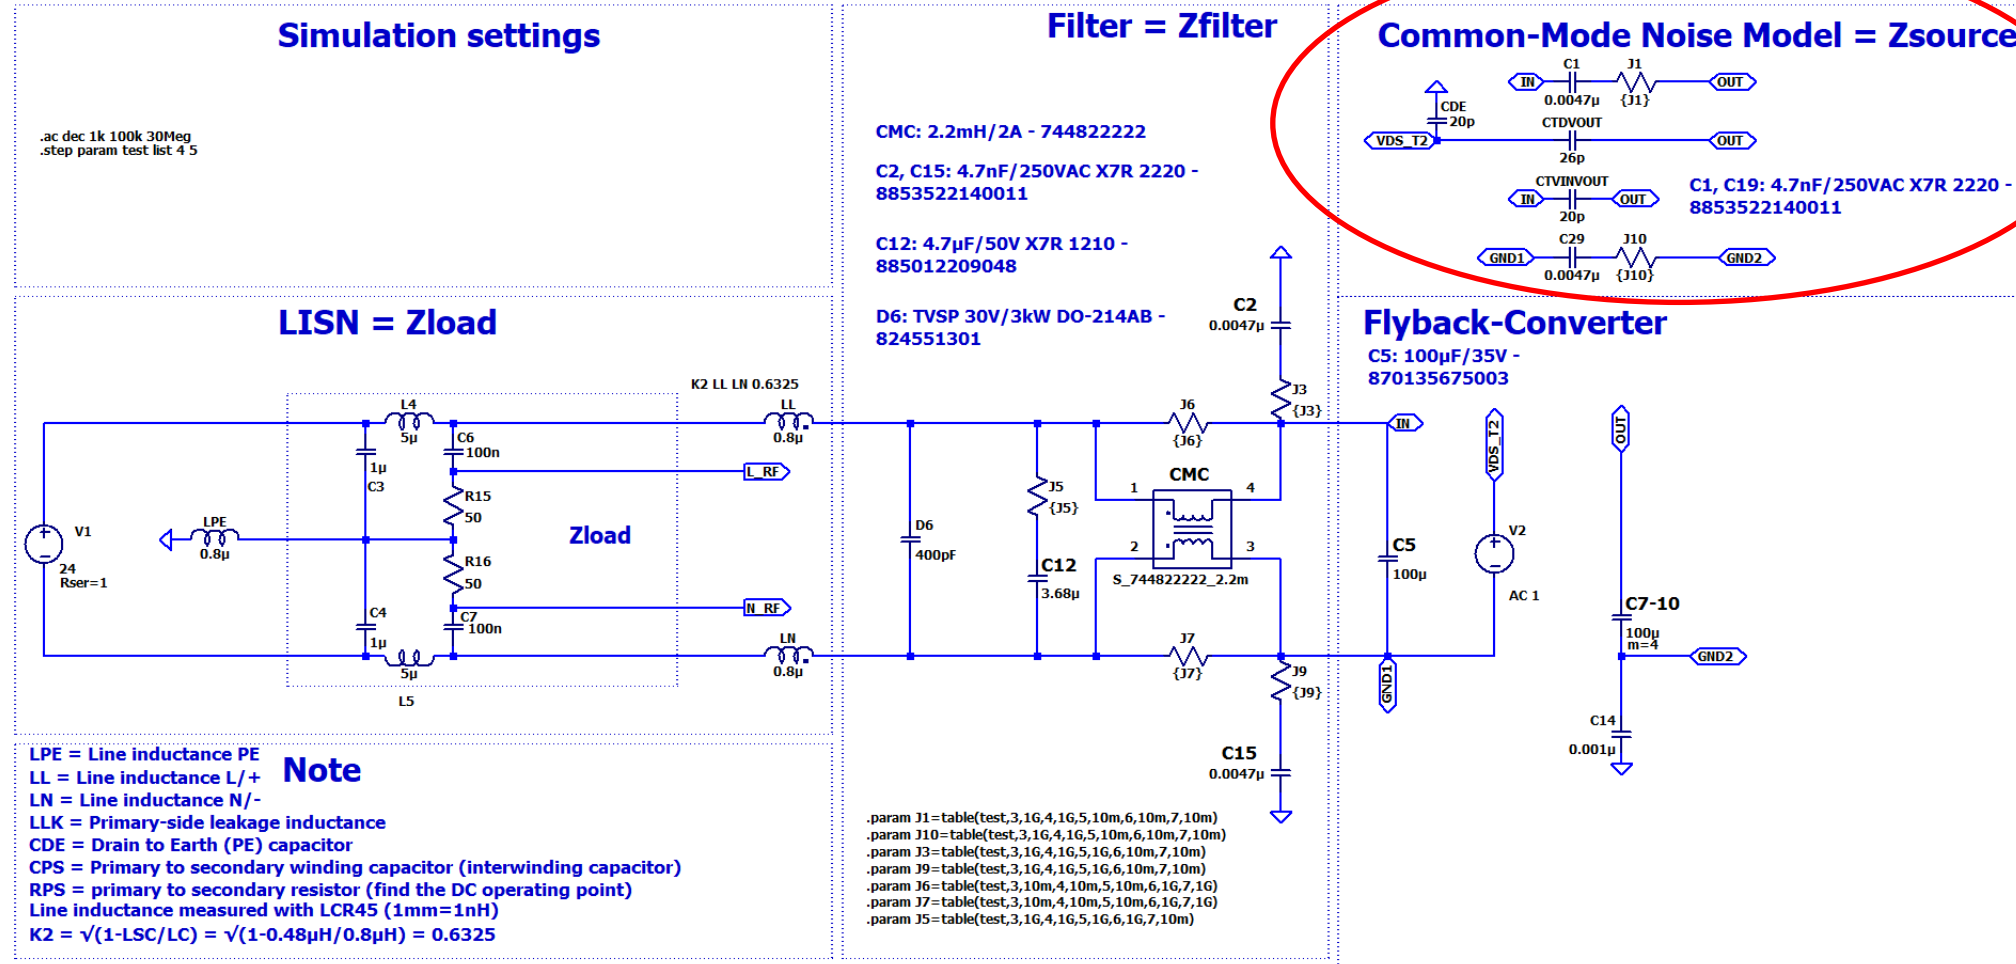 Simulation settings
.ac dec 1k 100k 30Meg
.step param test list 4 5
Filter = Zfilter
CMC: 2.2mH/2A - 744822222
C2, C15: 4.7nF/250VAC X7R 2220 -
8853522140011
C12: 4.7µF/50V X7R 1210 -
885012209048
D6: TVSP 30V/3kW DO-214AB -
824551301
Common-Mode Noise Model = Zsource
IN
C1
0.0047µ
J1
{J1}
OUT
CDE
20p
VDS_T2
CTDVOUT
26p
OUT
CTVINVOUT
IN
20p
OUT
C1, C19: 4.7nF/250VAC X7R 2220 -
8853522140011
GND1
C29
0.0047µ
J10
{J10}
GND2
LISN = Zload
K2 LL LN 0.6325
V1
24
Rser=1
LPE
0.8µ
L4
5µ
1µ
C3
C6
100n
L_RF
R15
50
Zload
R16
50
N_RF
C4
1µ
C7
100n
5µ
L5
LL
0.8µ
LN
0.8µ
D6
400pF
J5
{J5}
C12
3.68µ
J6
{J6}
CMC
1
4
2
3
S_744822222_2.2m
J7
{J7}
C2
0.0047µ
J3
{J3}
J9
{J9}
C15
0.0047µ
Flyback-Converter
C5: 100µF/35V -
870135675003
IN
C5
100µ
GND1
VDS_T2
V2
AC 1
OUT
C7-10
100µ
m=4
GND2
C14
0.001µ
Note
LPE = Line inductance PE
LL = Line inductance L/+
LN = Line inductance N/-
LLK = Primary-side leakage inductance
CDE = Drain to Earth (PE) capacitor
CPS = Primary to secondary winding capacitor (interwinding capacitor)
RPS = primary to secondary resistor (find the DC operating point)
Line inductance measured with LCR45 (1mm=1nH)
K2 = √(1-LSC/LC) = √(1-0.48µH/0.8µH) = 0.6325
.param J1=table(test,3,1G,4,1G,5,10m,6,10m,7,10m)
.param J10=table(test,3,1G,4,1G,5,10m,6,10m,7,10m)
.param J3=table(test,3,1G,4,1G,5,1G,6,10m,7,10m)
.param J9=table(test,3,1G,4,1G,5,1G,6,10m,7,10m)
.param J6=table(test,3,10m,4,10m,5,10m,6,1G,7,1G)
.param J7=table(test,3,10m,4,10m,5,10m,6,1G,7,1G)
.param J5=table(test,3,1G,4,1G,5,1G,6,1G,7,10m)